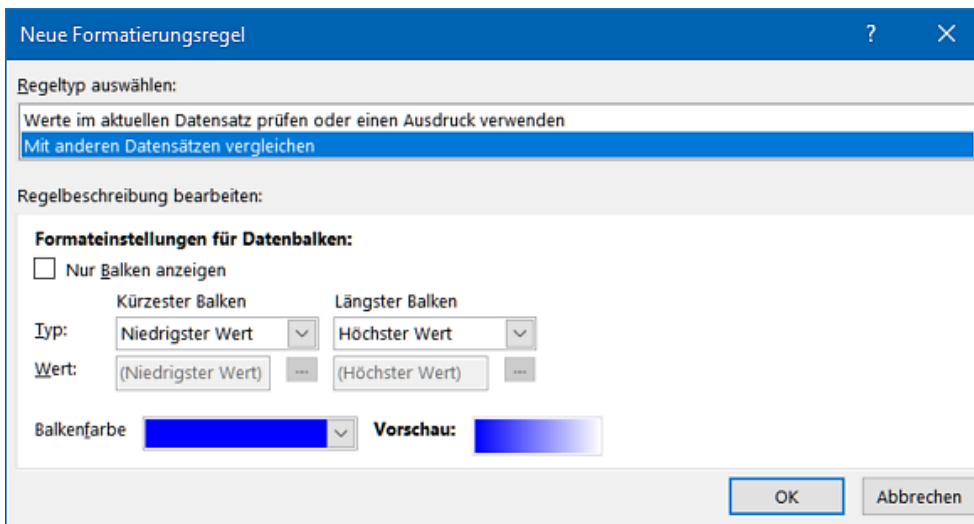 Neue Formatierungsregel ?
Regeltyp auswählen:
Werte im aktuellen Datensatz prüfen oder einen Ausdruck verwenden
Mit anderen Datensätzen vergleichen
Regelbeschreibung bearbeiten:
Formateinstellungen für Datenbalken:
Nur Balken anzeigen
Kürzester Balken Längster Balken
Typ: Niedrigster Wert Höchster Wert
Wert: (Niedrigster Wert) ... (Höchster Wert) ...
Balkenfarbe Vorschau:
OK Abbrechen